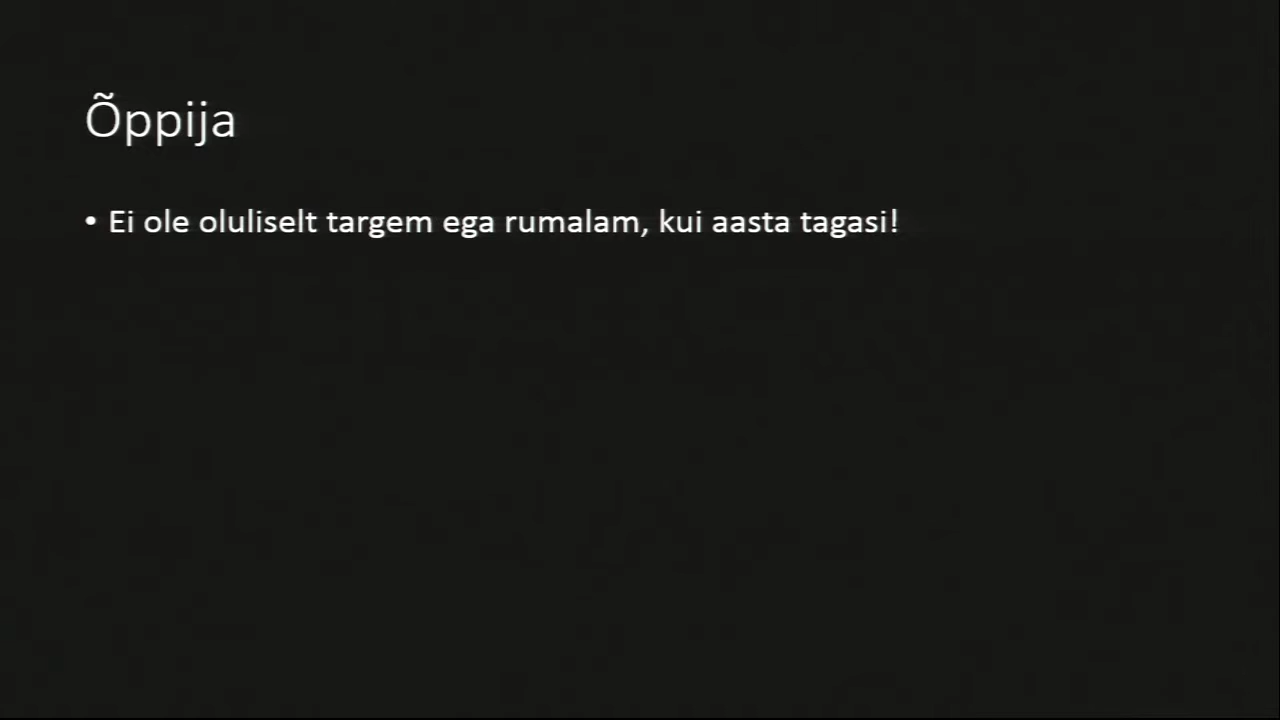 Õppija
• Ei ole oluliselt targem ega rumalam, kui aasta tagasi!